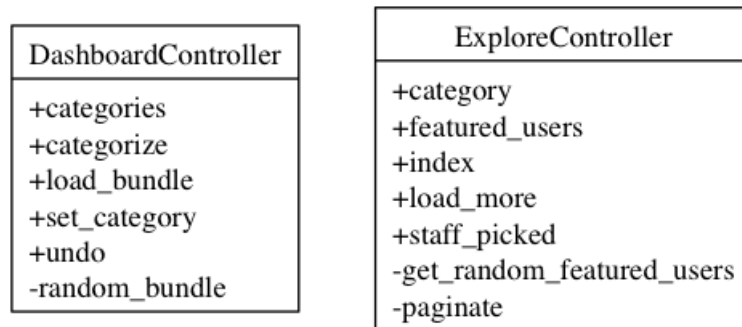 DashboardController
+categories
+categorize
+load_bundle
+set_category
+undo
-random_bundle
ExploreController
+category
+featured_users
+index
+load_more
+staff_picked
-get_random_featured_users
-paginate